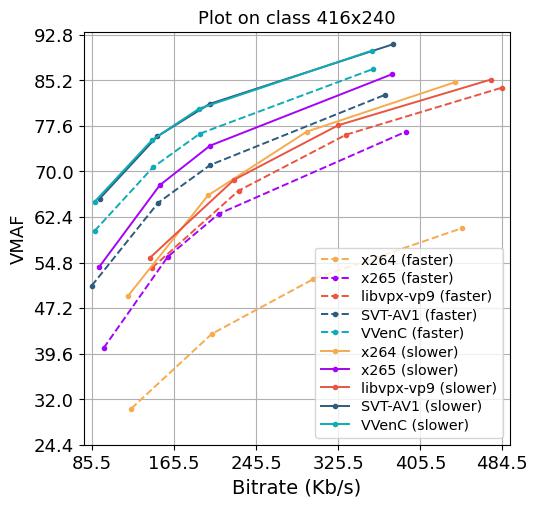 Plot on class 416x240
VMAF
92.8
85.2
77.6
70.0
62.4
54.8
47.2
39.6
32.0
24.4
x264 (faster)
x265 (faster)
libvpx-vp9 (faster)
SVT-AV1 (faster)
VVenC (faster)
x264 (slower)
x265 (slower)
libvpx-vp9 (slower)
SVT-AV1 (slower)
VVenC (slower)
85.5 165.5 245.5 325.5 405.5 484.5
Bitrate (Kb/s)